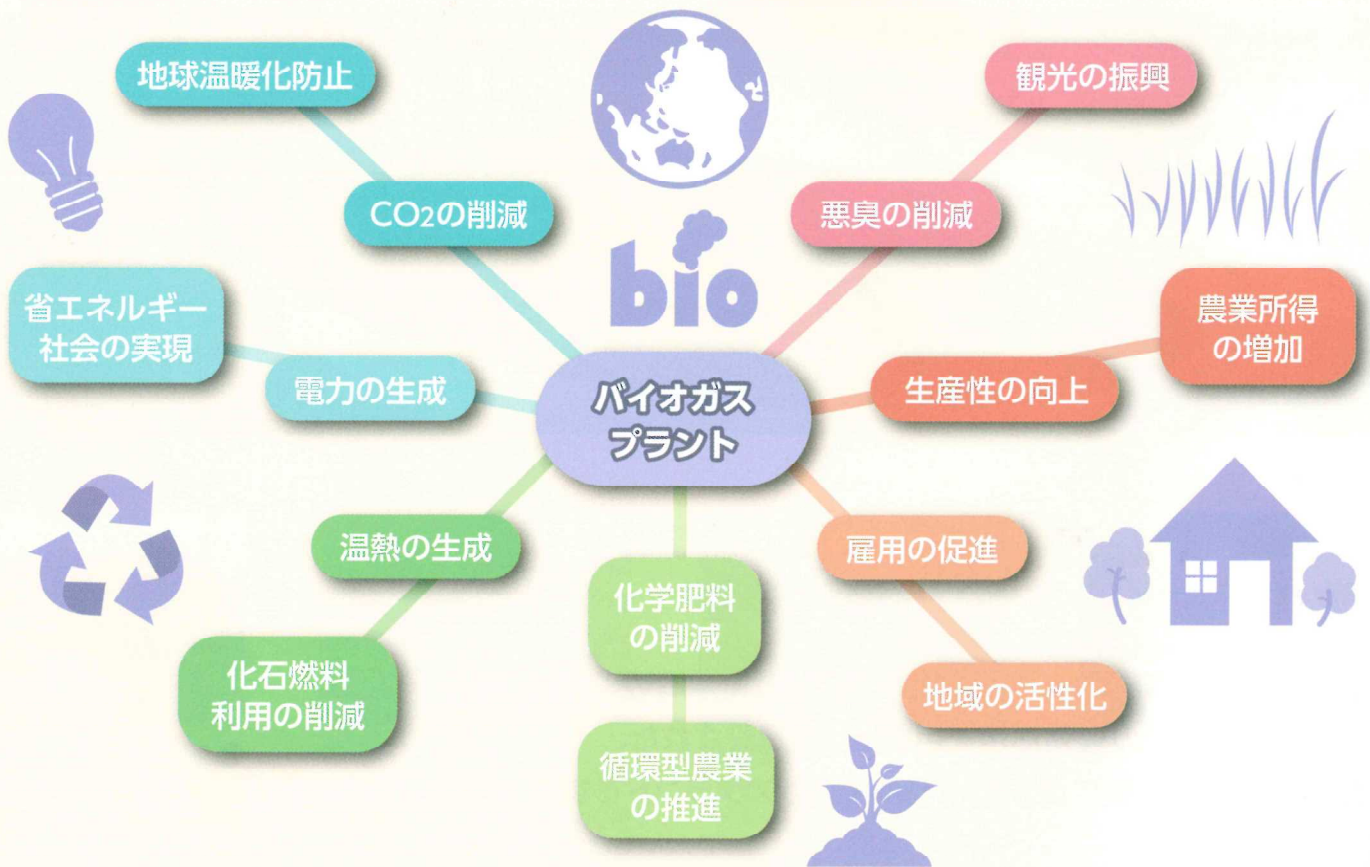 地球温暖化防止
観光の振興
CO2の削減
悪臭の削減
bio
省エネルギー
社会の実現
農業所得
の増加
電力の生成
生産性の向上
バイオガス
プラント
温熱の生成
雇用の促進
化学肥料
の削減
化石燃料
利用の削減
地域の活性化
循環型農業
の推進